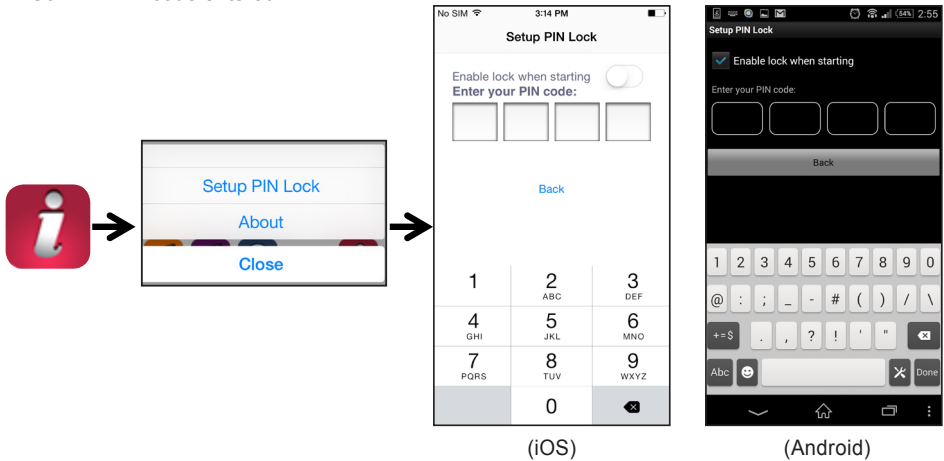 i
Setup PIN Lock
About
Close
No SIM 3:14 PM
Setup PIN Lock
Enable lock when starting
Enter your PIN code:
Back
1 2 3
ABC DEF
4 5 6
GHI JKL MNO
7 8 9
PQRS TUV WXYZ
0
(iOS)
54% 2:55
Setup PIN Lock
Enable lock when starting
Enter your PIN code:
Back
1 2 3 4 5 6 7 8 9 0
@ : ; _ - # ( ) / \
+=$ . , ? ! ' "
Abc Done
(Android)